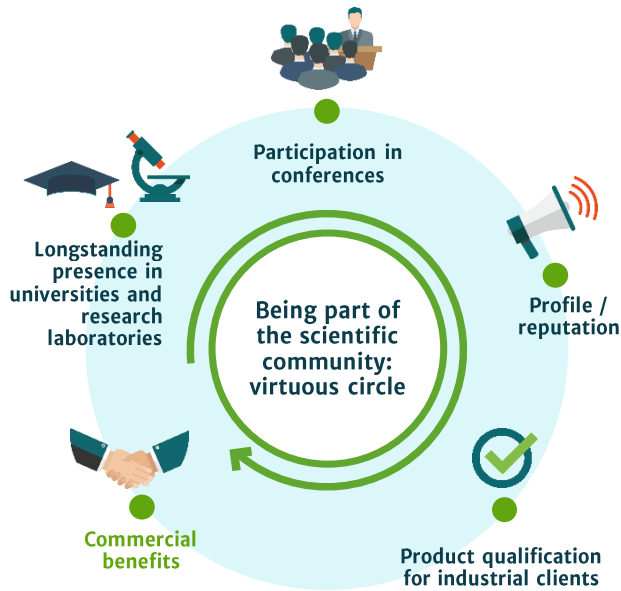 Participation in
conferences
Longstanding
presence in
universities and
research
laboratories
Profile /
reputation
Being part of
the scientific
community:
virtuous circle
Commercial
benefits
Product qualification
for industrial clients